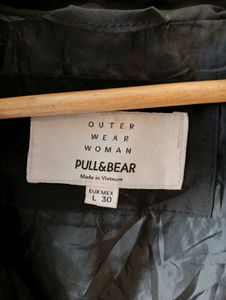 OUTER
WEAR
WOMAN
PULL&BEAR
Made in Vietnam
EUR MEX
L 30